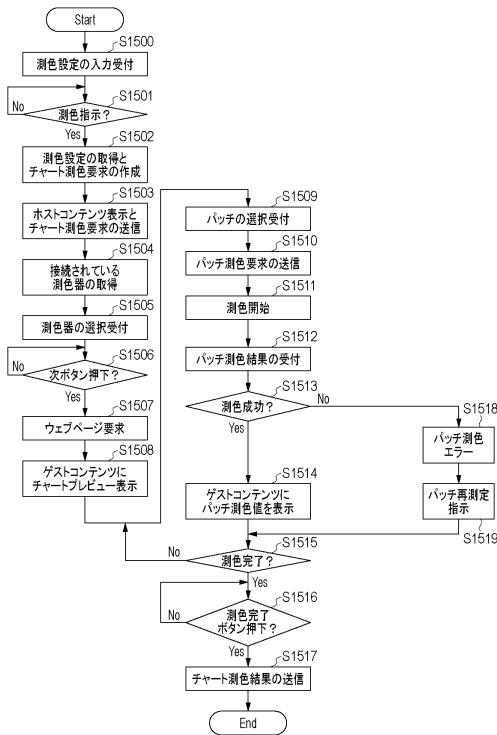 Start
S1500
測色設定の入力受付
S1501
測色指示？
No
Yes
S1502
測色設定の取得と
チャート測色要求の作成
S1503
ホストコンテンツ表示と
チャート測色要求の送信
S1504
接続されている
測色器の取得
S1505
測色器の選択受付
S1506
次ボタン押下？
No
Yes
S1507
ウェブページ要求
S1508
ゲストコンテンツに
チャートプレビュー表示
S1509
パッチの選択受付
S1510
パッチ測色要求の送信
S1511
測色開始
S1512
パッチ測色結果の受付
S1513
測色成功？
No
Yes
S1518
パッチ測色
エラー
S1514
ゲストコンテンツに
パッチ測色値を表示
パッチ再測定
指示
S1519
S1515
測色完了？
No
Yes
S1516
測色完了
ボタン押下？
No
Yes
S1517
チャート測色結果の送信
End